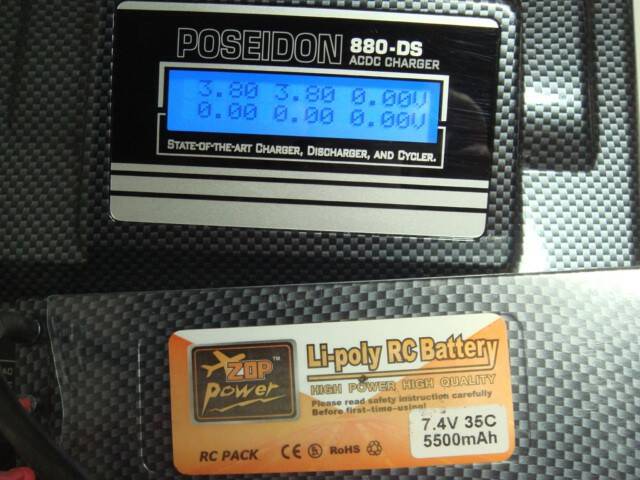 POSEIDON 880-DS
ACDC CHARGER
3.80 3.80 0.00V
0.00 0.00 0.00V
STATE-OF-THE-ART CHARGER, DISCHARGER, AND CYCLER.
ZOP™
power
Li-poly RC Battery
HIGH POWER, HIGH QUALITY
Please read safety instruction carefully
Before first-time-using!
7.4V 35C
5500mAh
RC PACK CE RoHS